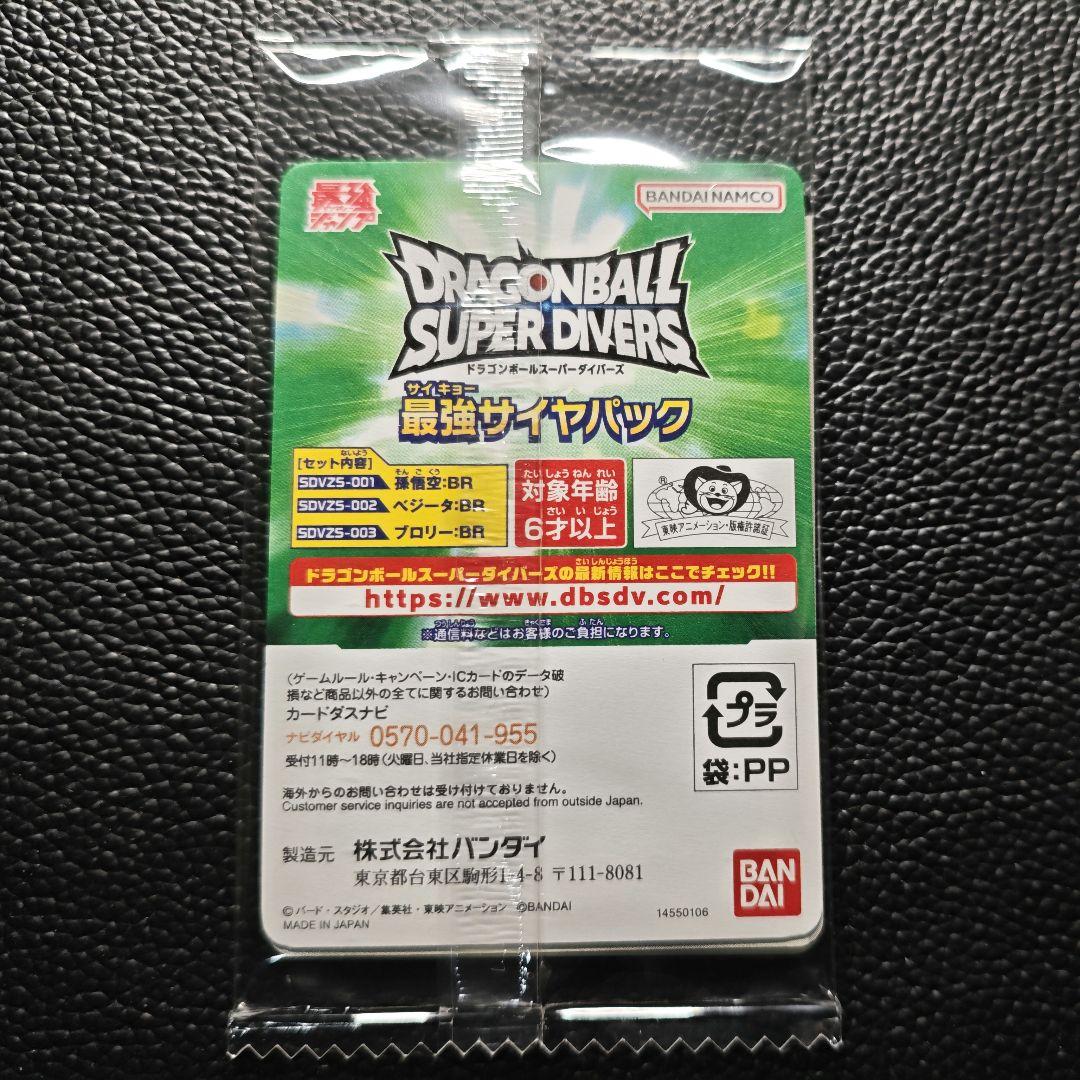 最強
ジャンプ
BANDAI NAMCO
DRAGONBALL
SUPER DIVERS
ドラゴンボールスーパーダイバーズ
サイキョー
最強サイヤパック
ないよう
[セット内容]
そんごくう
SDVZS-001 孫悟空:BR
SDVZS-002 ベジータ:BR
SDVZS-003 ブロリー:BR
たいしょうねんれい
対象年齢
さいいじょう
6才以上
®
東映アニメーション・版権許諾証
さいしんじょうほう
ドラゴンボールスーパーダイバーズの最新情報はここでチェック!!
https://www.dbsdv.com/
つうしんりょう きゃくさま ふたん
※通信料などはお客様のご負担になります。
(ゲームルール・キャンペーン・ICカードのデータ破
損など商品以外の全てに関するお問い合わせ)
カードダスナビ
ナビダイヤル 0570-041-955
受付11時~18時(火曜日、当社指定休業日を除く)
プラ
袋:PP
海外からのお問い合わせは受け付けておりません。
Customer service inquiries are not accepted from outside Japan.
製造元 株式会社バンダイ
東京都台東区駒形1-4-8 〒111-8081
BAN
DAI
©バード・スタジオ/集英社・東映アニメーション ©BANDAI
MADE IN JAPAN
14550106